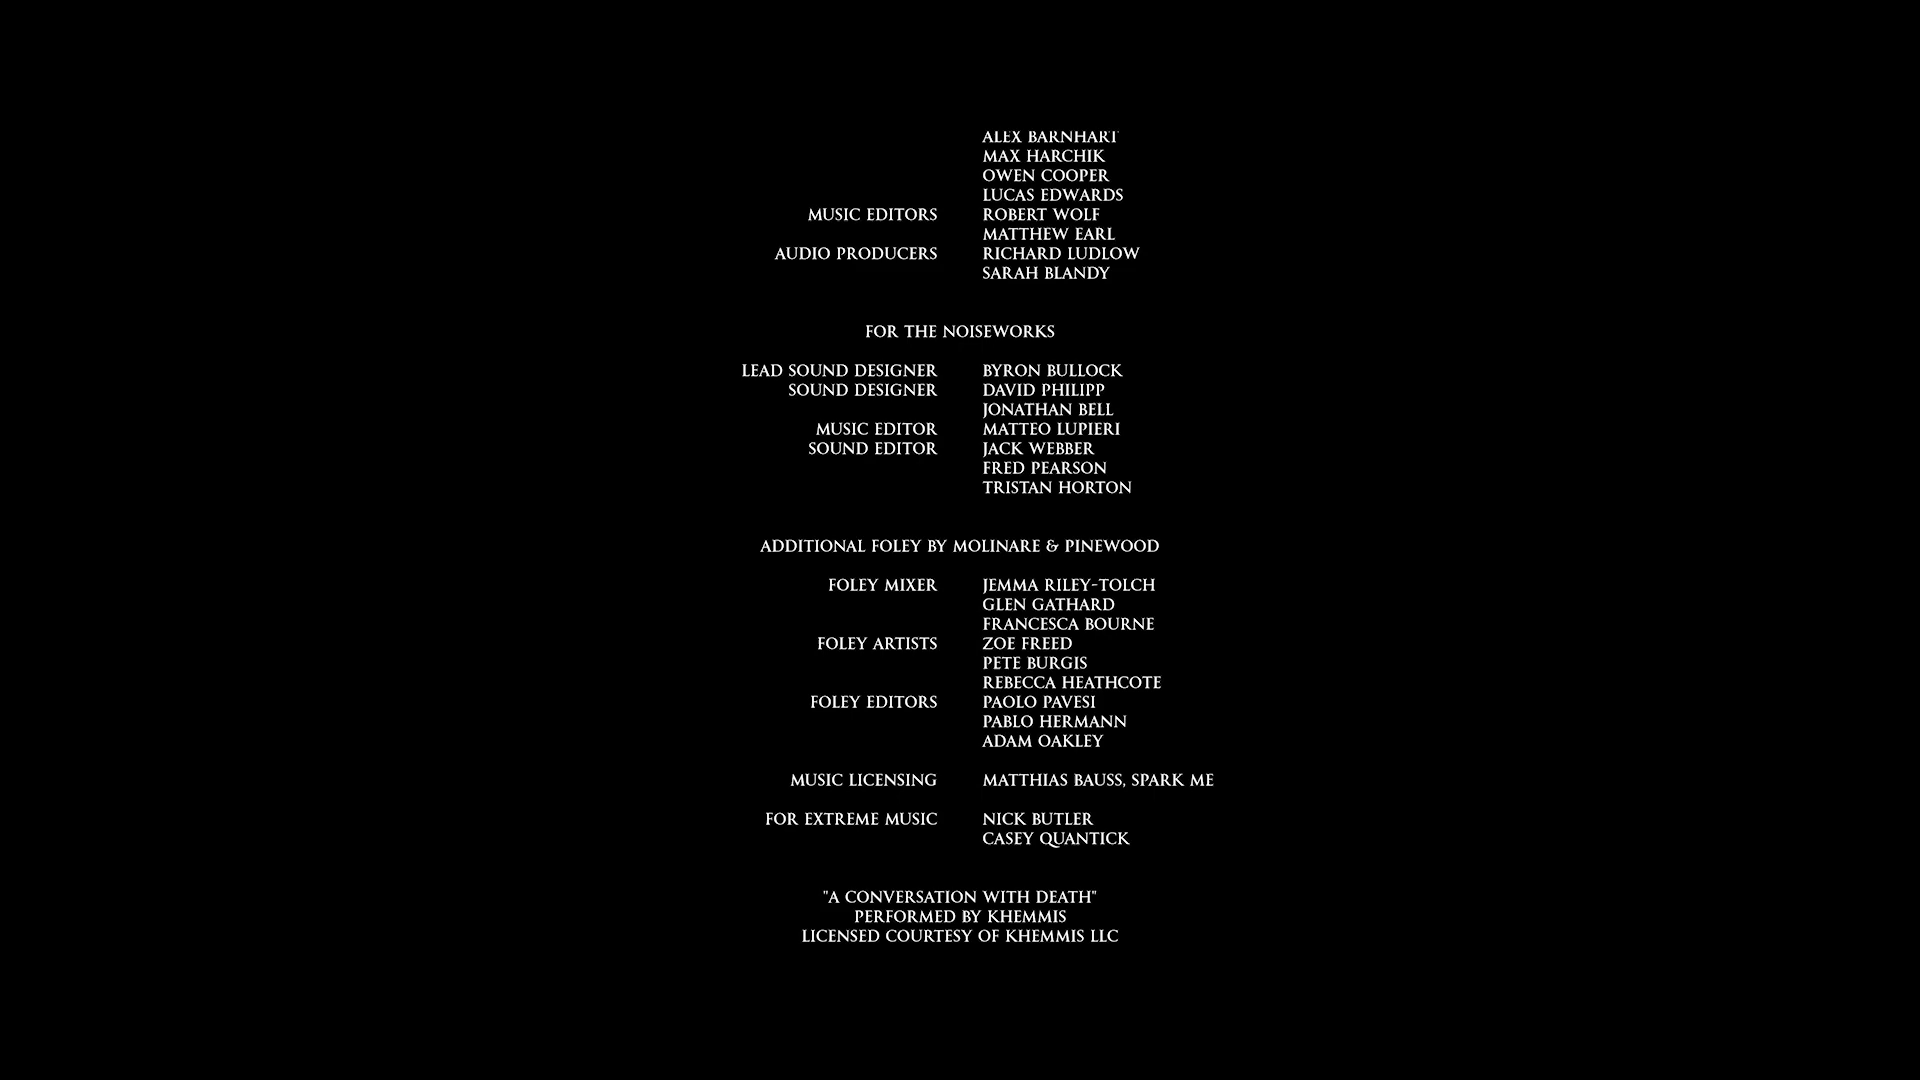 ALEX BARNHART
MAX HARCHIK
OWEN COOPER
LUCAS EDWARDS
MUSIC EDITORS ROBERT WOLF
MATTHEW EARL
AUDIO PRODUCERS RICHARD LUDLOW
SARAH BLANDY
FOR THE NOISEWORKS
LEAD SOUND DESIGNER BYRON BULLOCK
SOUND DESIGNER DAVID PHILIPP
JONATHAN BELL
MUSIC EDITOR MATTEO LUPIERI
SOUND EDITOR JACK WEBBER
FRED PEARSON
TRISTAN HORTON
ADDITIONAL FOLEY BY MOLINARE & PINEWOOD
FOLEY MIXER JEMMA RILEY-TOLCH
GLEN GATHARD
FRANCESCA BOURNE
FOLEY ARTISTS ZOE FREED
PETE BURGIS
REBECCA HEATHCOTE
FOLEY EDITORS PAOLO PAVESI
PABLO HERMANN
ADAM OAKLEY
MUSIC LICENSING MATTHIAS BAUSS, SPARK ME
FOR EXTREME MUSIC NICK BUTLER
CASEY QUANTICK
"A CONVERSATION WITH DEATH"
PERFORMED BY KHEMMIS
LICENSED COURTESY OF KHEMMIS LLC